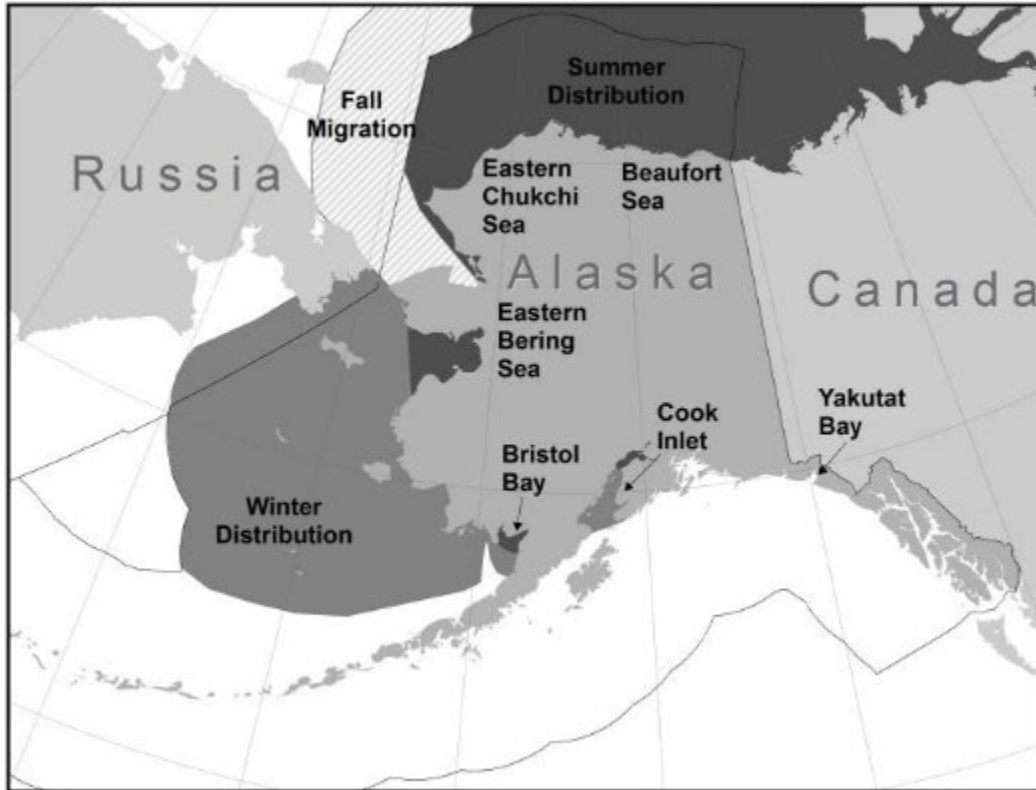 Summer
Distribution
Fall
Migration
Russia
Eastern
Chukchi
Sea
Beaufort
Sea
Alaska
Canada
Eastern
Bering
Sea
Yakutat
Bay
Cook
Inlet
Bristol
Bay
Winter
Distribution